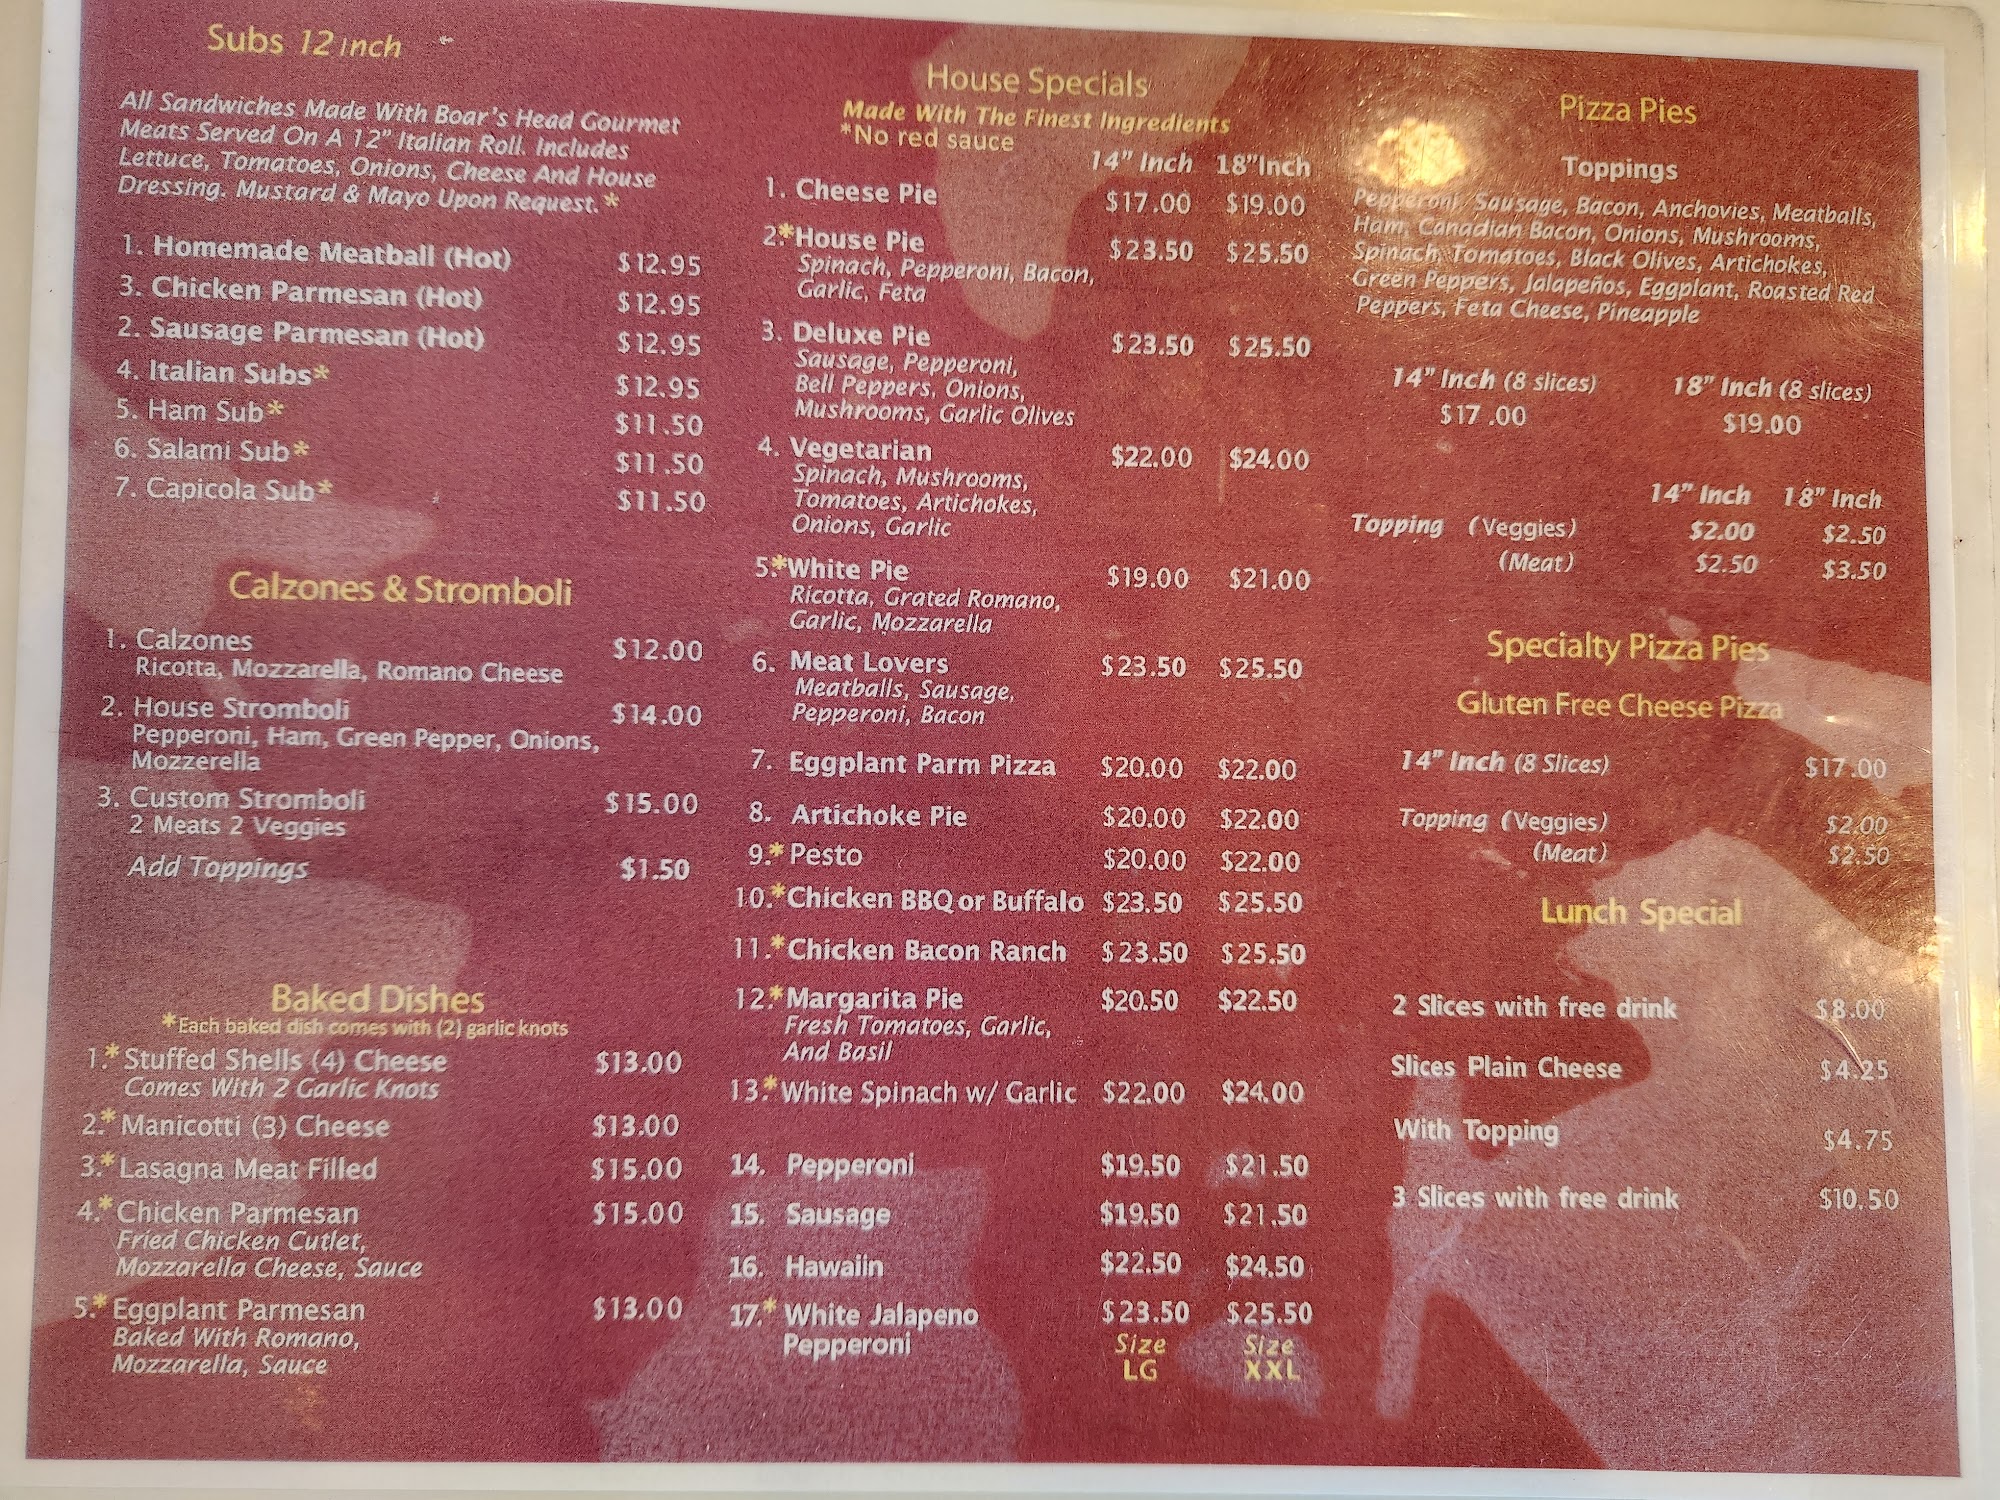 Subs 12 inch
All Sandwiches Made With Boar's Head Gourmet
Meats Served On A 12" Italian Roll. Includes
Lettuce, Tomatoes, Onions, Cheese And House
Dressing. Mustard & Mayo Upon Request.*
1. Homemade Meatball (Hot) $12.95
3. Chicken Parmesan (Hot) $12.95
2. Sausage Parmesan (Hot) $12.95
4. Italian Subs* $12.95
5. Ham Sub* $11.50
6. Salami Sub* $11.50
7. Capicola Sub* $11.50
Calzones & Stromboli
1. Calzones $12.00
Ricotta, Mozzarella, Romano Cheese
2. House Stromboli $14.00
Pepperoni, Ham, Green Pepper, Onions,
Mozzerella
3. Custom Stromboli $15.00
2 Meats 2 Veggies
Add Toppings $1.50
Baked Dishes
*Each baked dish comes with (2) garlic knots
1.* Stuffed Shells (4) Cheese $13.00
Comes With 2 Garlic Knots
2.* Manicotti (3) Cheese $13.00
3.* Lasagna Meat Filled $15.00
4.* Chicken Parmesan $15.00
Fried Chicken Cutlet,
Mozzarella Cheese, Sauce
5.* Eggplant Parmesan $13.00
Baked With Romano,
Mozzarella, Sauce
House Specials
Made With The Finest Ingredients
*No red sauce
14" Inch 18"Inch
1. Cheese Pie $17.00 $19.00
2.*House Pie $23.50 $25.50
Spinach, Pepperoni, Bacon,
Garlic, Feta
3. Deluxe Pie $23.50 $25.50
Sausage, Pepperoni,
Bell Peppers, Onions,
Mushrooms, Garlic Olives
4. Vegetarian $22.00 $24.00
Spinach, Mushrooms,
Tomatoes, Artichokes,
Onions, Garlic
5.*White Pie $19.00 $21.00
Ricotta, Grated Romano,
Garlic, Mozzarella
6. Meat Lovers $23.50 $25.50
Meatballs, Sausage,
Pepperoni, Bacon
7. Eggplant Parm Pizza $20.00 $22.00
8. Artichoke Pie $20.00 $22.00
9.* Pesto $20.00 $22.00
10.*Chicken BBQ or Buffalo $23.50 $25.50
11.*Chicken Bacon Ranch $23.50 $25.50
12.*Margarita Pie $20.50 $22.50
Fresh Tomatoes, Garlic,
And Basil
13.*White Spinach w/ Garlic $22.00 $24.00
14. Pepperoni $19.50 $21.50
15. Sausage $19.50 $21.50
16. Hawaiin $22.50 $24.50
17.* White Jalapeno $23.50 $25.50
Pepperoni
Size Size
LG XXL
Pizza Pies
Toppings
Pepperoni, Sausage, Bacon, Anchovies, Meatballs,
Ham, Canadian Bacon, Onions, Mushrooms,
Spinach, Tomatoes, Black Olives, Artichokes,
Green Peppers, Jalapeños, Eggplant, Roasted Red
Peppers, Feta Cheese, Pineapple
14" Inch (8 slices) 18" Inch (8 slices)
$17 .00 $19.00
14" Inch 18" Inch
Topping (Veggies) $2.00 $2.50
(Meat) $2.50 $3.50
Specialty Pizza Pies
Gluten Free Cheese Pizza
14" Inch (8 Slices) $17.00
Topping (Veggies) $2.00
(Meat) $2.50
Lunch Special
2 Slices with free drink $8.00
Slices Plain Cheese $4.25
With Topping $4.75
3 Slices with free drink $10.50